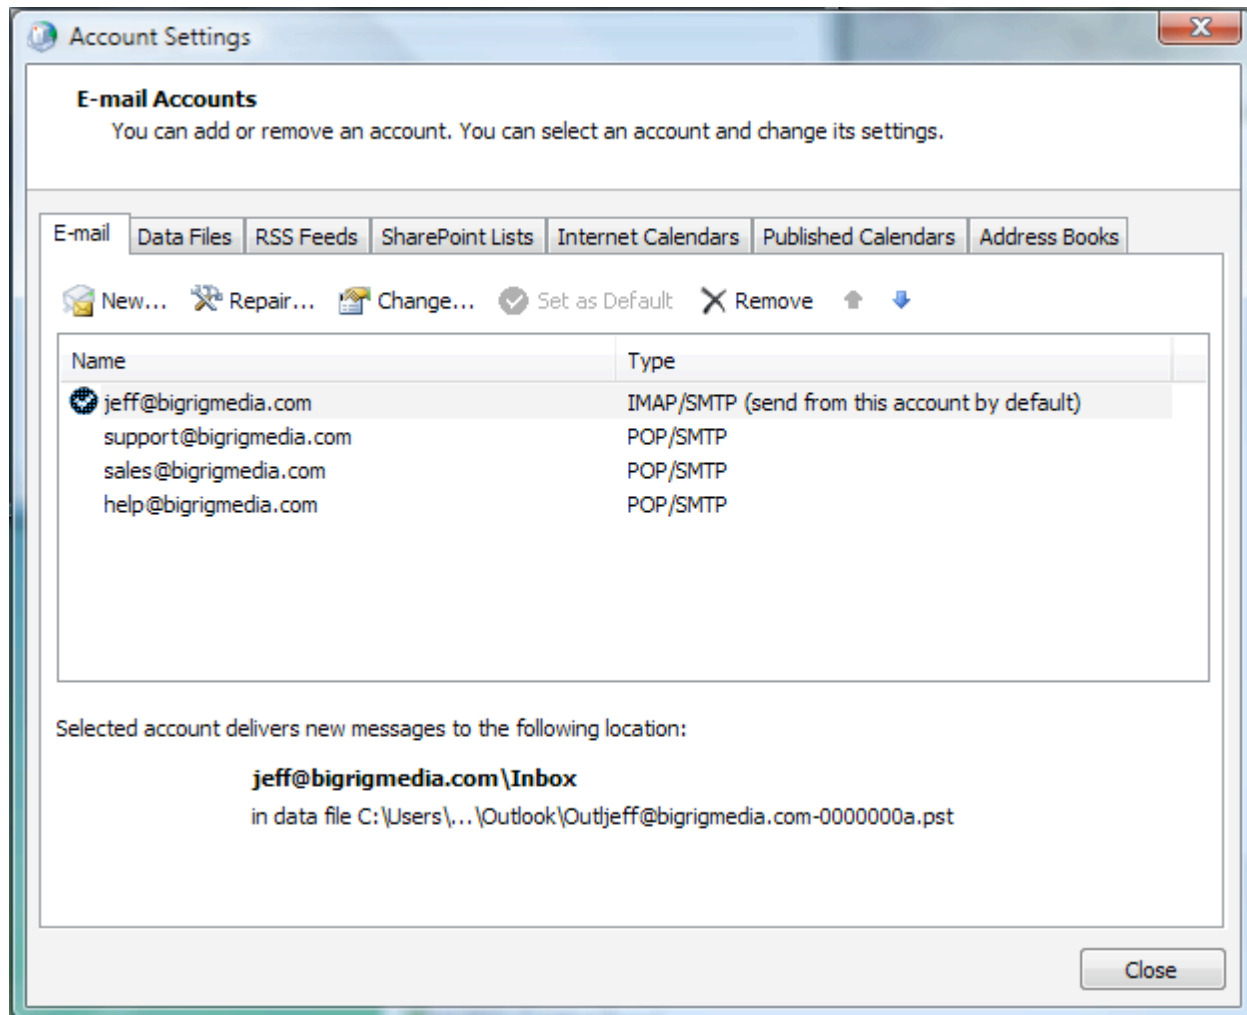 Account Settings
E-mail Accounts
You can add or remove an account. You can select an account and change its settings.
E-mail Data Files RSS Feeds SharePoint Lists Internet Calendars Published Calendars Address Books
New... Repair... Change... Set as Default Remove
Name Type
jeff@bigrigmedia.com IMAP/SMTP (send from this account by default)
support@bigrigmedia.com POP/SMTP
sales@bigrigmedia.com POP/SMTP
help@bigrigmedia.com POP/SMTP
Selected account delivers new messages to the following location:
jeff@bigrigmedia.com\Inbox
in data file C:\Users\...\Outlook\Outljeff@bigrigmedia.com-0000000a.pst
Close